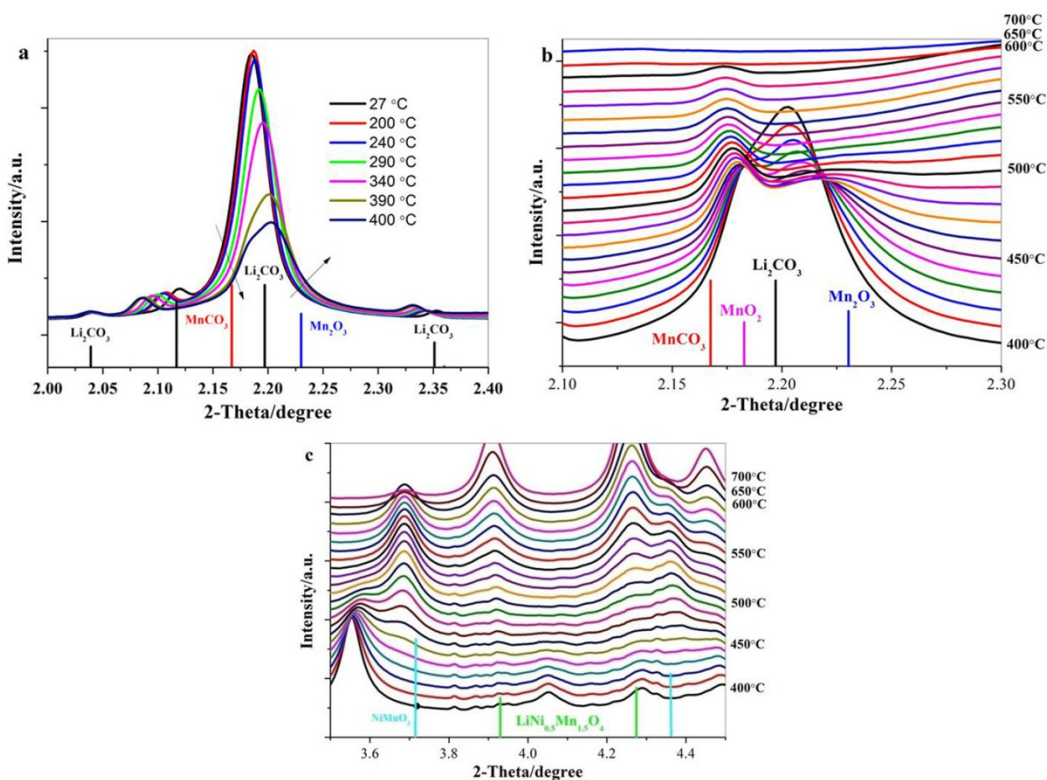 a
27 °C
200 °C
240 °C
290 °C
340 °C
390 °C
400 °C
Intensity/a.u.
Li₂CO₃
MnCO₃
Li₂CO₃
Mn₂O₃
Li₂CO₃
2.00 2.05 2.10 2.15 2.20 2.25 2.30 2.35 2.40
2-Theta/degree
b
700°C
650°C
600°C
550°C
500°C
450°C
400°C
Intensity/a.u.
Li₂CO₃
MnCO₃
MnO₂
Mn₂O₃
2.10 2.15 2.20 2.25 2.30
2-Theta/degree
c
700°C
650°C
600°C
550°C
500°C
450°C
400°C
Intensity/a.u.
NiMnO₃
LiNi₀.₅Mn₁.₅O₄
3.6 3.8 4.0 4.2 4.4
2-Theta/degree